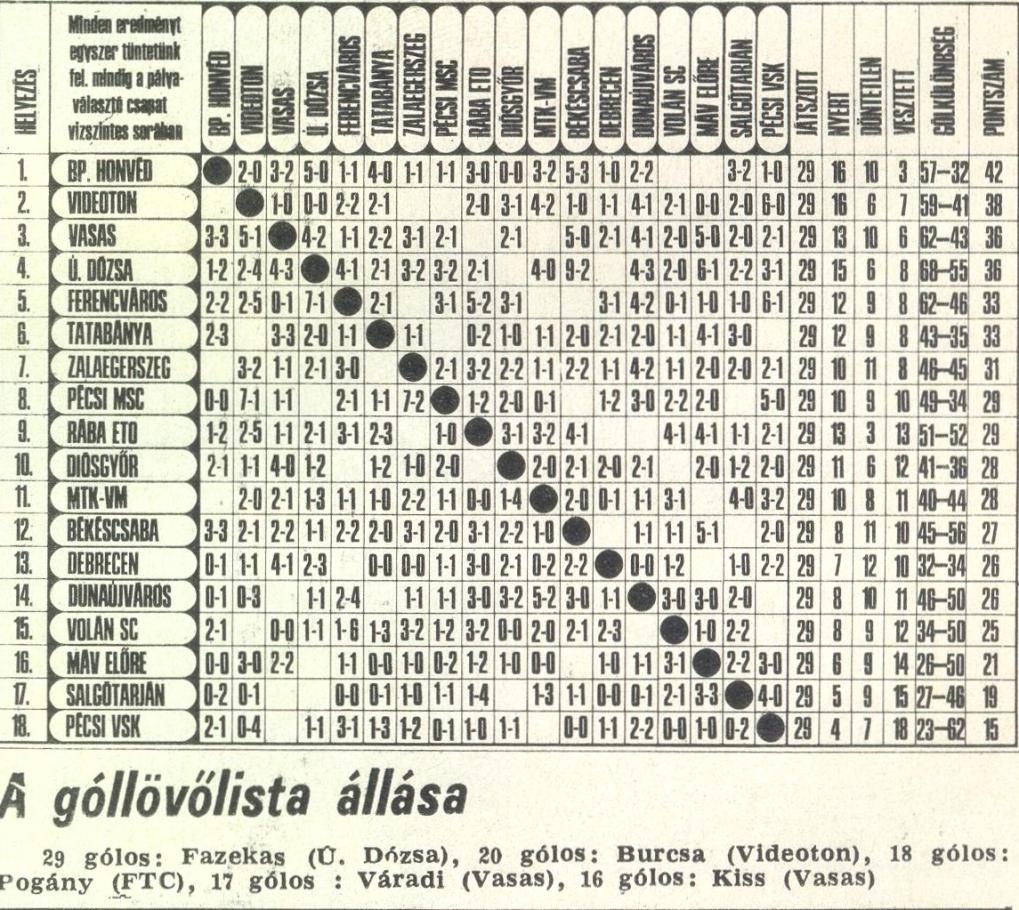 HELYEZÉS
Minden eredményt
egyszer tüntetünk
fel, mindig a pálya-
választó csapat
vízszintes sorában
BP. HONVÉD VIDEOTON VASAS Ú. DÓZSA FERENCVÁROS TATABÁNYA ZALAEGERSZEG PÉCSI MSC RÁBA ETO DIÓSGYŐR MTK-VM BÉKÉSCSABA DEBRECEN DUNAÚJVÁROS VOLÁN SC MÁV ELŐRE SALGÓTARJÁN PÉCSI VSK JÁTSZOTT NYERT DÖNTETLEN VESZTETT GÓLKÜLÖNBSÉG PONTSZÁM
1. BP. HONVÉD 2-0 3-2 5-0 1-1 4-0 1-1 1-1 3-0 0-0 3-2 5-3 1-0 2-2 3-2 1-0 29 16 10 3 57—32 42
2. VIDEOTON 1-0 0-0 2-2 2-1 2-0 3-1 4-2 1-0 1-1 4-1 2-1 0-0 2-0 6-0 29 16 6 7 59—41 38
3. VASAS 3-3 5-1 4-2 1-1 2-2 3-1 2-1 2-1 5-0 2-1 4-1 2-0 5-0 2-0 2-1 29 13 10 6 62—43 36
4. Ú. DÓZSA 1-2 2-4 4-3 4-1 2-1 3-2 3-2 2-1 4-0 9-2 4-3 2-0 6-1 2-2 3-1 29 15 6 8 68—55 36
5. FERENCVÁROS 2-2 2-5 0-1 7-1 2-1 3-1 5-2 3-1 3-1 4-2 0-1 1-0 1-0 6-1 29 12 9 8 62—46 33
6. TATABÁNYA 2-3 3-3 2-0 1-1 1-1 0-2 1-0 1-1 2-0 2-1 2-0 1-1 4-1 3-0 29 12 9 8 43—35 33
7. ZALAEGERSZEG 3-2 1-1 2-1 3-0 2-1 3-2 2-2 1-1 2-2 1-1 4-2 1-1 2-0 2-0 2-1 29 10 11 8 46—45 31
8. PÉCSI MSC 0-0 7-1 1-1 2-1 1-1 7-2 1-2 2-0 0-1 1-2 3-0 2-2 2-0 5-0 29 10 9 10 49—34 29
9. RÁBA ETO 1-2 2-5 1-1 2-1 3-1 2-3 1-0 3-1 3-2 4-1 4-1 4-1 1-1 2-1 29 13 3 13 51—52 29
10. DIÓSGYŐR 2-1 1-1 4-0 1-2 1-2 1-0 2-0 2-0 2-1 2-0 2-1 2-0 1-2 2-0 29 11 6 12 41—36 28
11. MTK-VM 2-0 2-1 1-3 1-1 1-0 2-2 1-1 0-0 1-4 2-0 0-1 1-1 3-1 4-0 3-2 29 10 8 11 40—44 28
12. BÉKÉSCSABA 3-3 2-1 2-2 1-1 2-2 2-0 3-1 2-0 3-1 2-2 1-0 1-1 1-1 5-1 2-0 29 8 11 10 45—56 27
13. DEBRECEN 0-1 1-1 4-1 2-3 0-0 0-0 1-1 3-0 2-1 0-2 2-2 0-0 1-2 1-0 2-2 29 7 12 10 32—34 26
14. DUNAÚJVÁROS 0-1 0-3 1-1 2-4 1-1 1-1 3-0 3-2 5-2 3-0 1-1 3-0 3-0 2-0 29 8 10 11 46—50 26
15. VOLÁN SC 2-1 0-0 1-1 1-6 1-3 3-2 1-2 3-2 0-0 2-0 2-1 2-3 1-0 2-2 29 8 9 12 34—50 25
16. MÁV ELŐRE 0-0 3-0 2-2 1-1 0-0 1-0 0-2 1-2 1-0 0-0 1-0 1-1 3-1 2-2 3-0 29 6 9 14 26—50 21
17. SALGÓTARJÁN 0-2 0-1 0-0 0-1 1-0 1-1 1-4 1-3 1-1 0-0 0-1 2-1 3-3 4-0 29 5 9 15 27—46 19
18. PÉCSI VSK 2-1 0-4 1-1 3-1 1-3 1-2 0-1 1-0 1-1 0-0 1-1 2-2 0-0 1-0 0-2 29 4 7 18 23—62 15
A góllövőlista állása
29 gólos: Fazekas (Ú. Dózsa), 20 gólos: Burcsa (Videoton), 18 gólos:
Pogány (FTC), 17 gólos : Váradi (Vasas), 16 gólos: Kiss (Vasas)